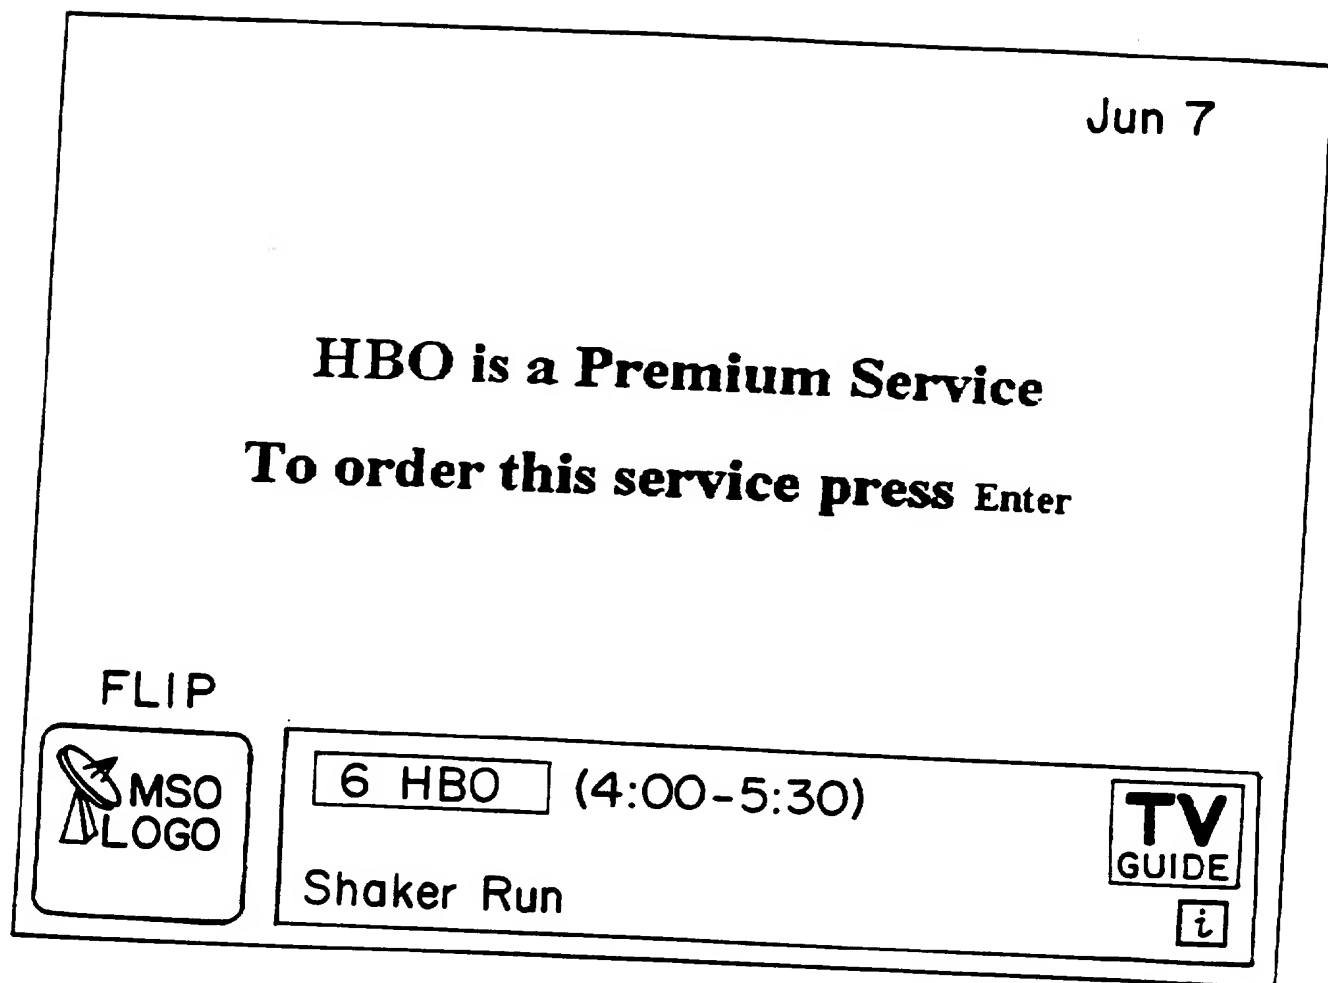 Jun 7
HBO is a Premium Service
To order this service press Enter
FLIP
MSO
LOGO
6 HBO (4:00-5:30)
Shaker Run
TV
GUIDE
i